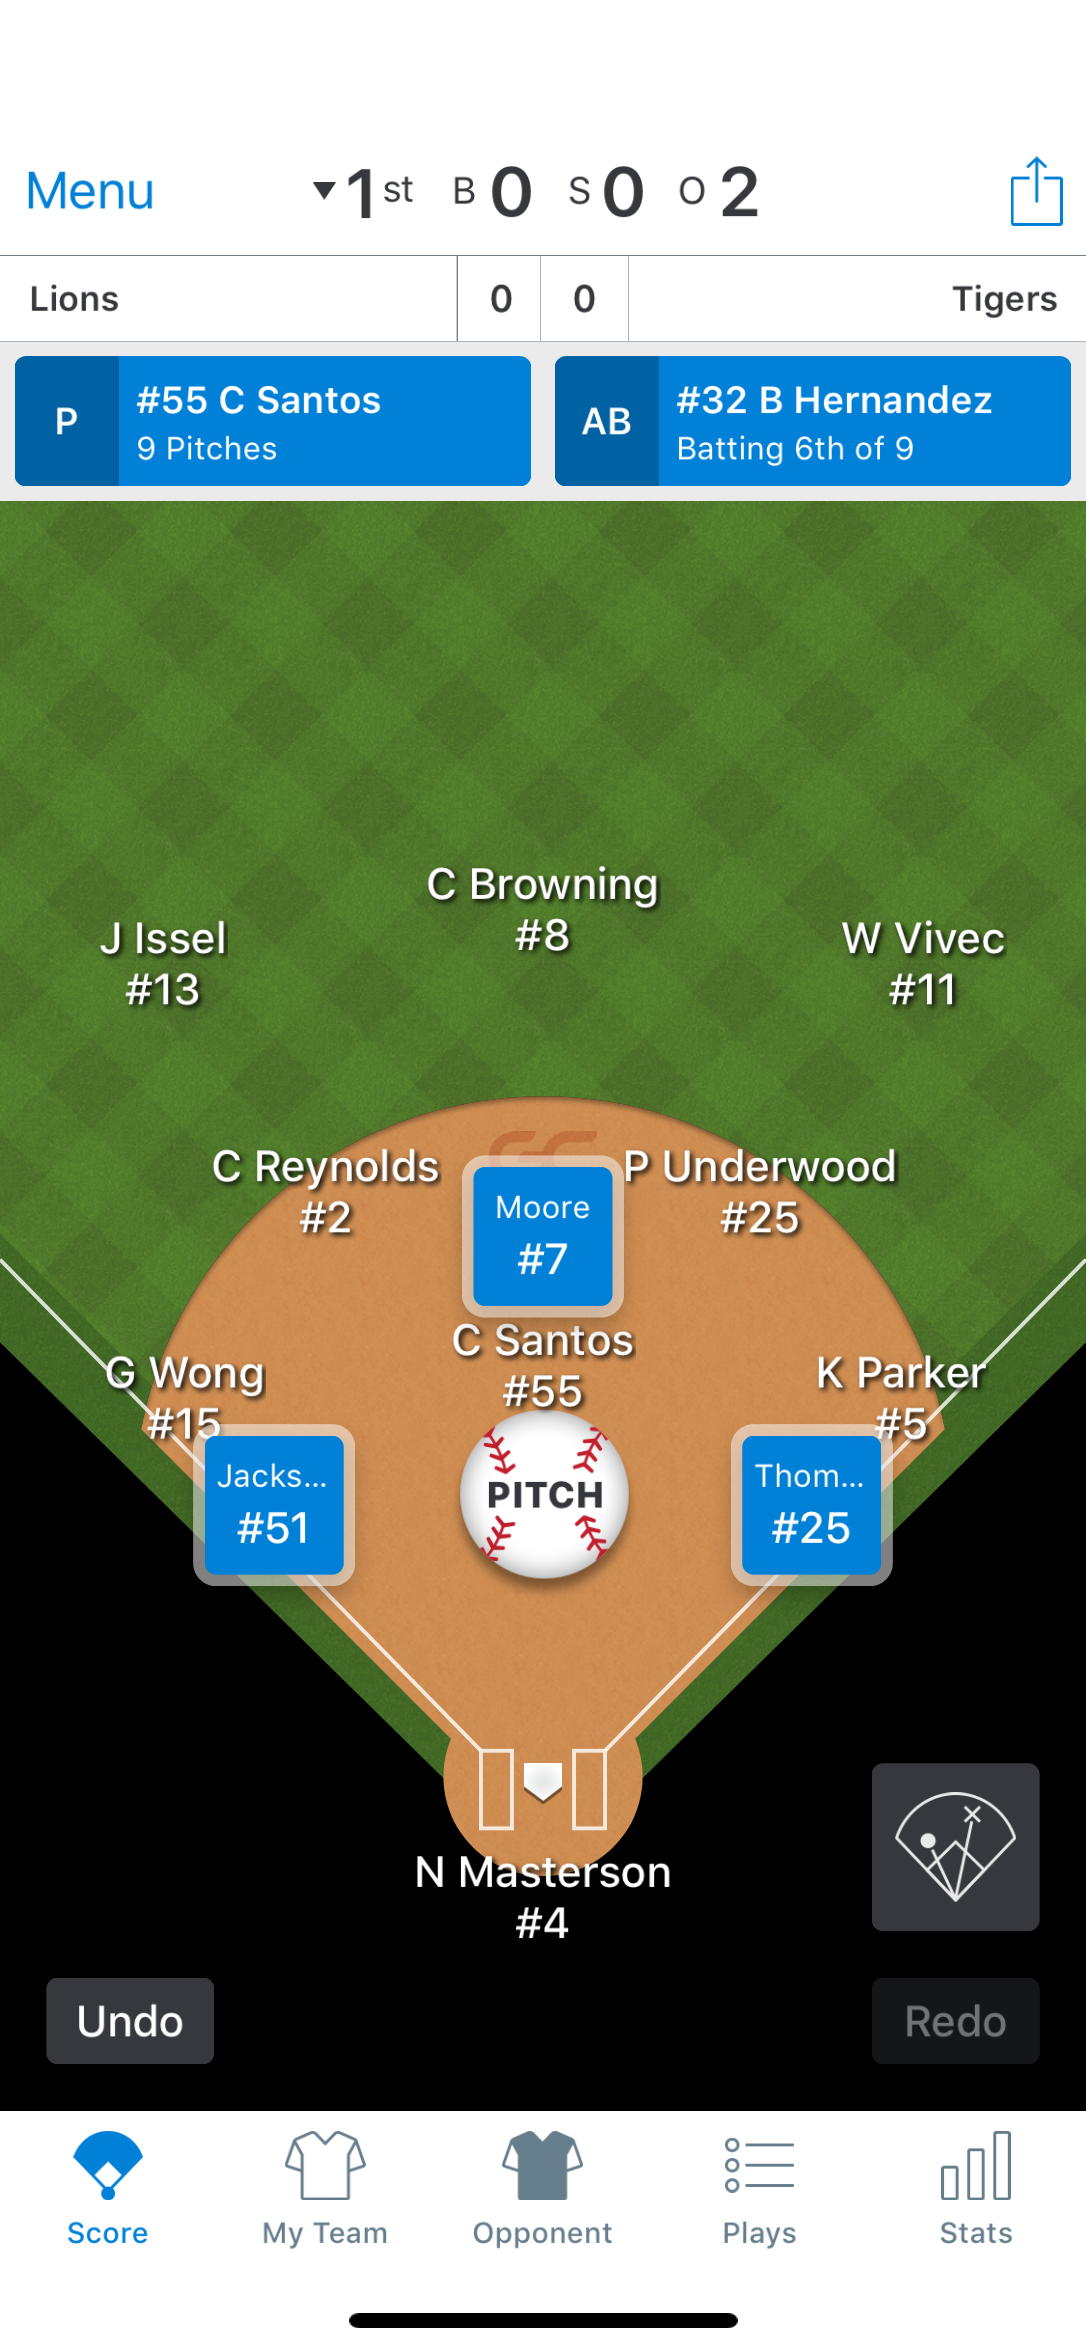 Menu
▼ 1st B 0 S 0 O 2
Lions 0 0 Tigers
P #55 C Santos
9 Pitches
AB #32 B Hernandez
Batting 6th of 9
C Browning
#8
J Issel
#13
W Vivec
#11
C Reynolds
#2
P Underwood
#25
Moore
#7
C Santos
#55
G Wong
#15
K Parker
#5
Jacks...
#51
PITCH
Thom...
#25
N Masterson
#4
Undo
Redo
Score
My Team
Opponent
Plays
Stats